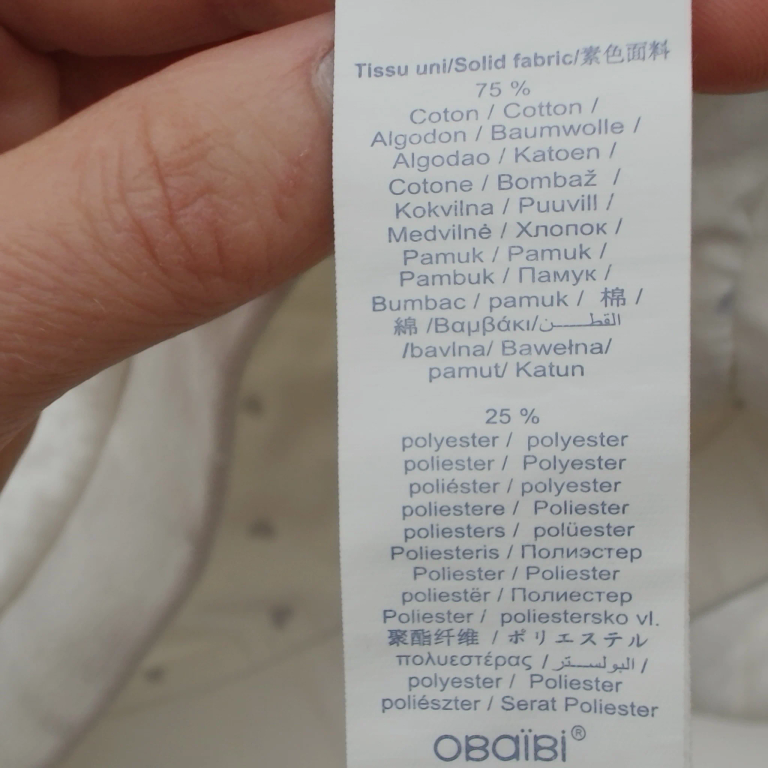 Tissu uni/Solid fabric/素色面料
75 %
Coton / Cotton /
Algodon / Baumwolle /
Algodao / Katoen /
Cotone / Bombaž /
Kokvilna / Puuvill /
Medvilnė / Хлопок /
Pamuk / Pamuk /
Pambuk / Памук /
Bumbac / pamuk / 棉 /
綿 /Βαμβάκι/القطـــــن
/bavlna/ Bawełna/
pamut/ Katun
25 %
polyester / polyester
poliester / Polyester
poliéster / polyester
poliestere / Poliester
poliesters / polüester
Poliesteris / Полиэстер
Poliester / Poliester
poliestër / Полиестер
Poliester / poliestersko vl.
聚酯纤维 / ポリエステル
πολυεστέρας / البولســـتر /
polyester / Poliester
poliészter / Serat Poliester
obaïbi®